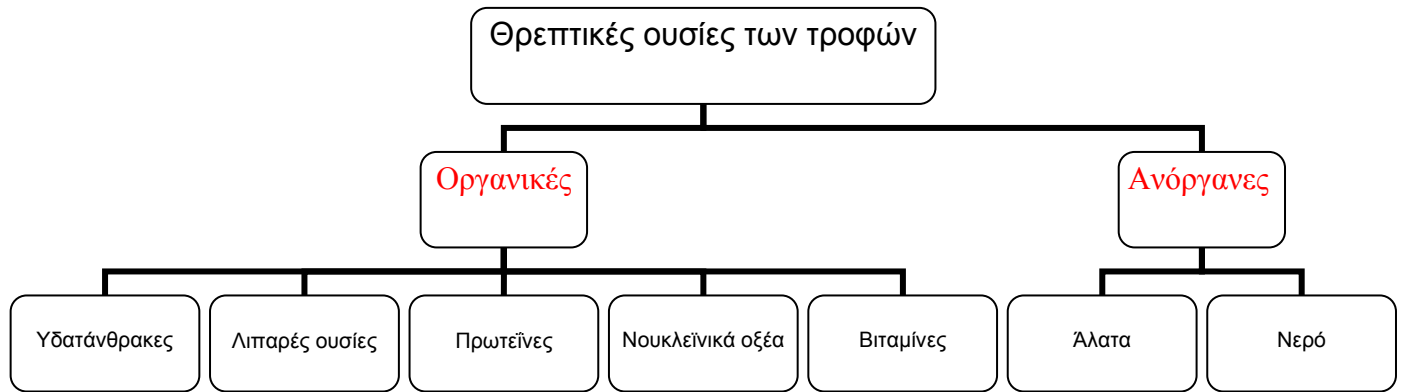 Θρεπτικές ουσίες των τροφών
Οργανικές
Ανόργανες
Υδατάνθρακες
Λιπαρές ουσίες
Πρωτεΐνες
Νουκλεϊνικά οξέα
Βιταμίνες
Άλατα
Νερό